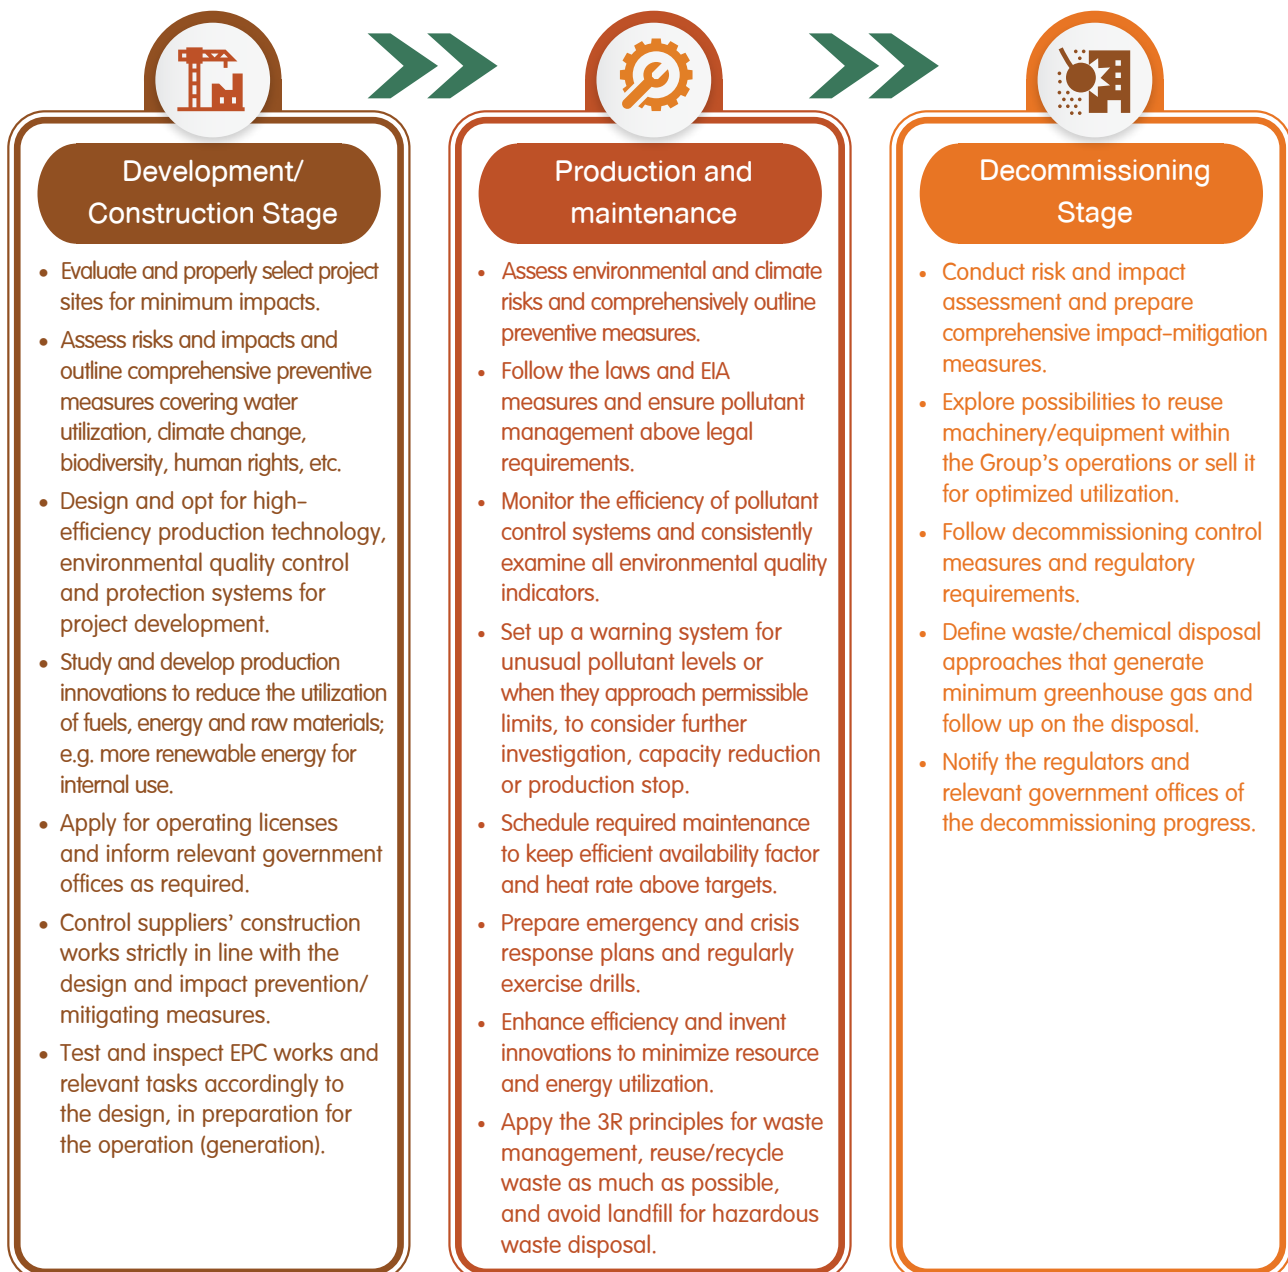 Development/
Construction Stage
• Evaluate and properly select project
sites for minimum impacts.
• Assess risks and impacts and
outline comprehensive preventive
measures covering water
utilization, climate change,
biodiversity, human rights, etc.
• Design and opt for high-
efficiency production technology,
environmental quality control
and protection systems for
project development.
• Study and develop production
innovations to reduce the utilization
of fuels, energy and raw materials;
e.g. more renewable energy for
internal use.
• Apply for operating licenses
and inform relevant government
offices as required.
• Control suppliers’ construction
works strictly in line with the
design and impact prevention/
mitigating measures.
• Test and inspect EPC works and
relevant tasks accordingly to
the design, in preparation for
the operation (generation).
Production and
maintenance
• Assess environmental and climate
risks and comprehensively outline
preventive measures.
• Follow the laws and EIA
measures and ensure pollutant
management above legal
requirements.
• Monitor the efficiency of pollutant
control systems and consistently
examine all environmental quality
indicators.
• Set up a warning system for
unusual pollutant levels or
when they approach permissible
limits, to consider further
investigation, capacity reduction
or production stop.
• Schedule required maintenance
to keep efficient availability factor
and heat rate above targets.
• Prepare emergency and crisis
response plans and regularly
exercise drills.
• Enhance efficiency and invent
innovations to minimize resource
and energy utilization.
• Appy the 3R principles for waste
management, reuse/recycle
waste as much as possible,
and avoid landfill for hazardous
waste disposal.
Decommissioning
Stage
• Conduct risk and impact
assessment and prepare
comprehensive impact-mitigation
measures.
• Explore possibilities to reuse
machinery/equipment within
the Group’s operations or sell it
for optimized utilization.
• Follow decommissioning control
measures and regulatory
requirements.
• Define waste/chemical disposal
approaches that generate
minimum greenhouse gas and
follow up on the disposal.
• Notify the regulators and
relevant government offices of
the decommissioning progress.